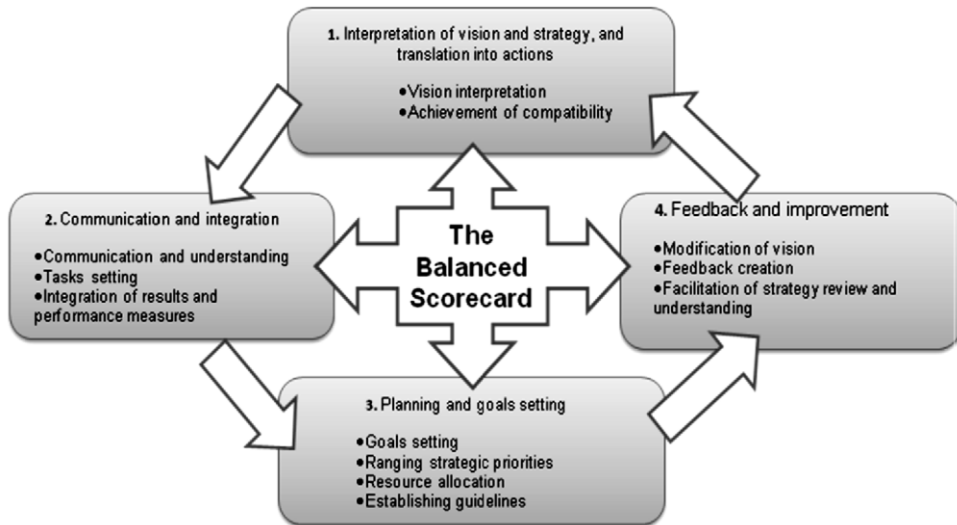 1. Interpretation of vision and strategy, and
translation into actions
•Vision interpretation
•Achievement of compatibility
2. Communication and integration
•Communication and understanding
•Tasks setting
•Integration of results and
performance measures
The
Balanced
Scorecard
4. Feedback and improvement
•Modification of vision
•Feedback creation
•Facilitation of strategy review and
understanding
3. Planning and goals setting
•Goals setting
•Ranging strategic priorities
•Resource allocation
•Establishing guidelines